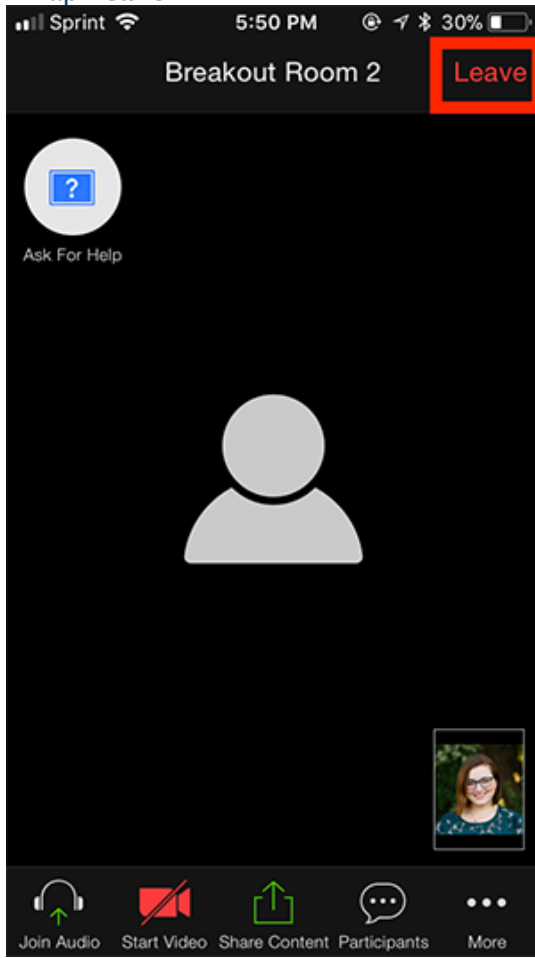 Sprint 5:50 PM 30%
Breakout Room 2 Leave
?
Ask For Help
Join Audio Start Video Share Content Participants More